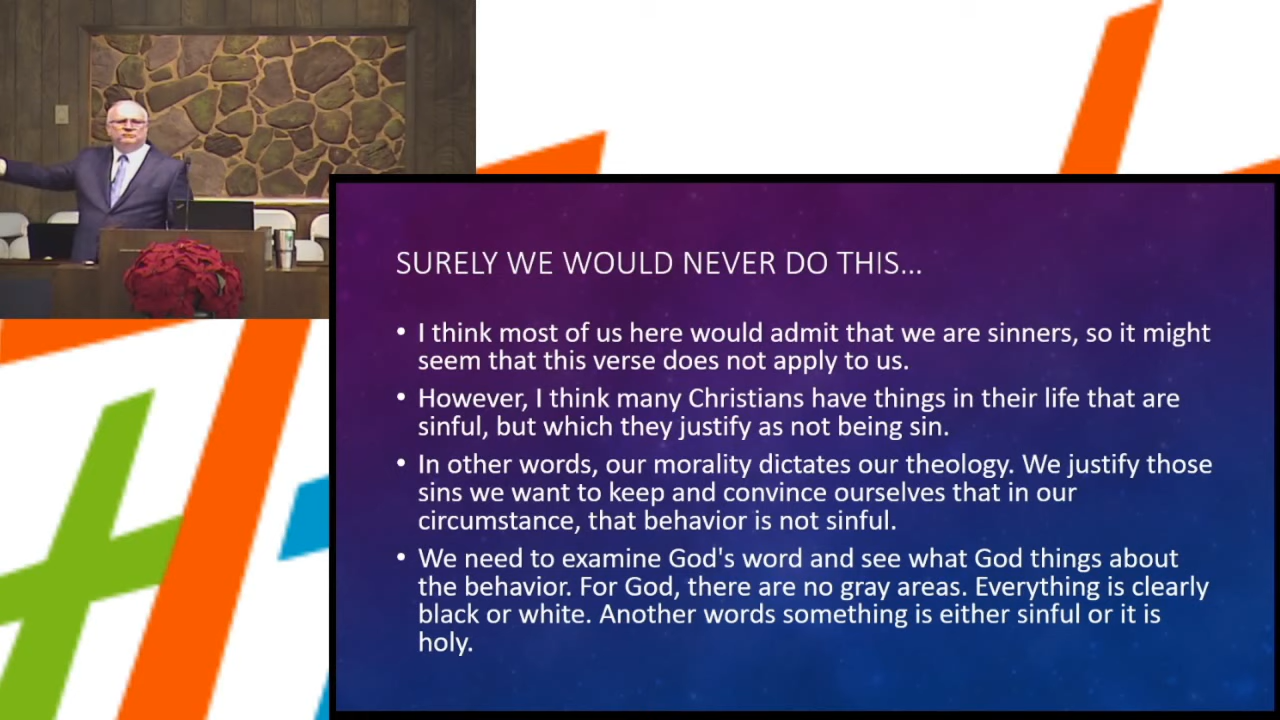 SURELY WE WOULD NEVER DO THIS...
• I think most of us here would admit that we are sinners, so it might
seem that this verse does not apply to us.
• However, I think many Christians have things in their life that are
sinful, but which they justify as not being sin.
• In other words, our morality dictates our theology. We justify those
sins we want to keep and convince ourselves that in our
circumstance, that behavior is not sinful.
• We need to examine God's word and see what God things about
the behavior. For God, there are no gray areas. Everything is clearly
black or white. Another words something is either sinful or it is
holy.